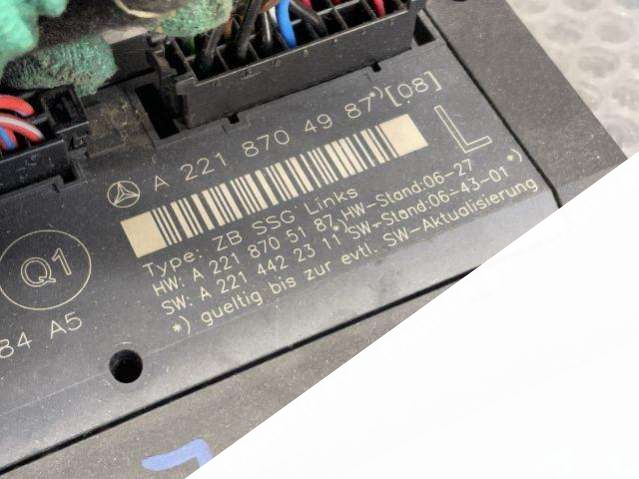 A 221 870 49 87*)[08]
L
Type: ZB SSG Links
HW: A 221 870 51 87 HW-Stand:06-27
SW: A 221 442 23 11*) SW-Stand:06-43-01*)
*) gueltig bis zur evtl. SW-Aktualisierung
Q1
84 A5